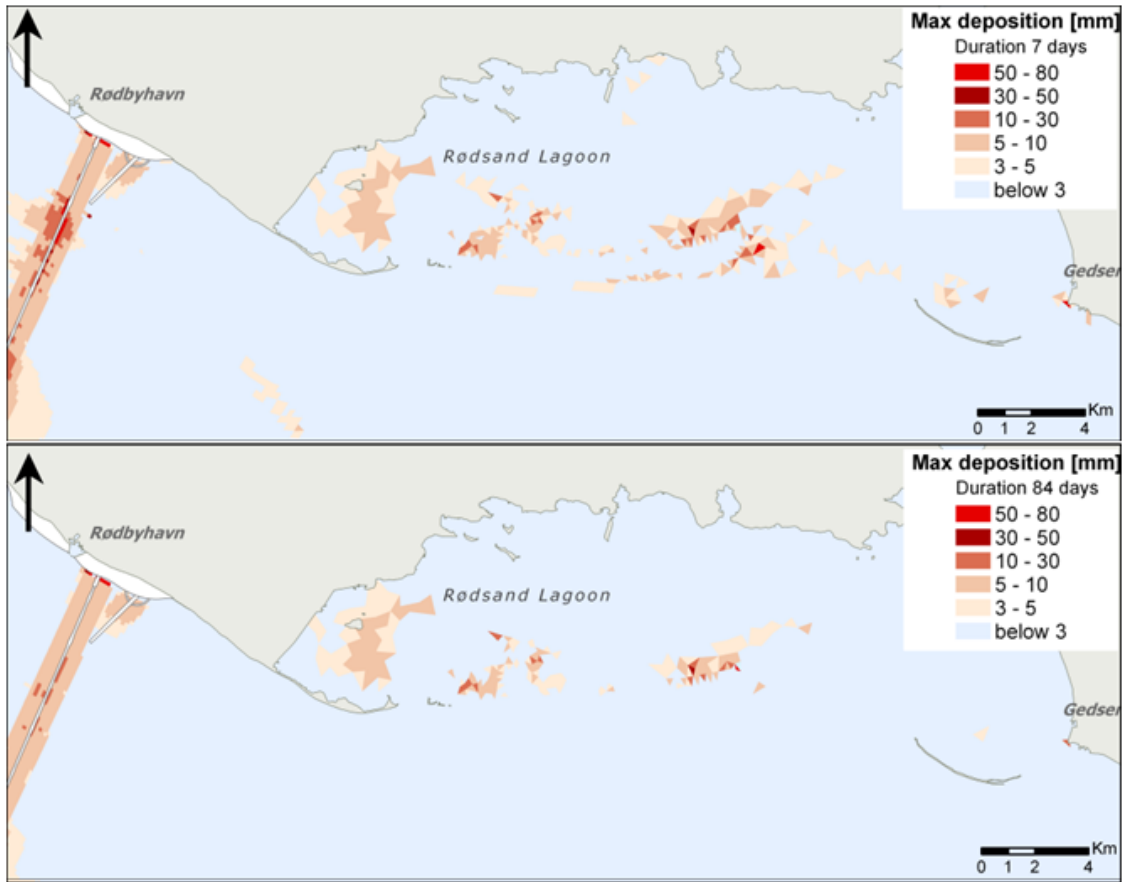 Max deposition [mm]
Duration 7 days
50 - 80
30 - 50
10 - 30
5 - 10
3 - 5
below 3
Rødbyhavn
Rødsand Lagoon
Gedser
Km
0 1 2 4
Max deposition [mm]
Duration 84 days
50 - 80
30 - 50
10 - 30
5 - 10
3 - 5
below 3
Rødbyhavn
Rødsand Lagoon
Gedser
Km
0 1 2 4